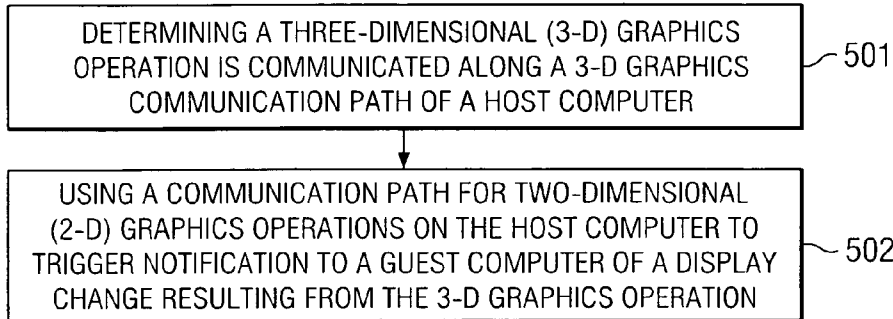 DETERMINING A THREE-DIMENSIONAL (3-D) GRAPHICS
OPERATION IS COMMUNICATED ALONG A 3-D GRAPHICS
COMMUNICATION PATH OF A HOST COMPUTER
501
USING A COMMUNICATION PATH FOR TWO-DIMENSIONAL
(2-D) GRAPHICS OPERATIONS ON THE HOST COMPUTER TO
TRIGGER NOTIFICATION TO A GUEST COMPUTER OF A DISPLAY
CHANGE RESULTING FROM THE 3-D GRAPHICS OPERATION
502